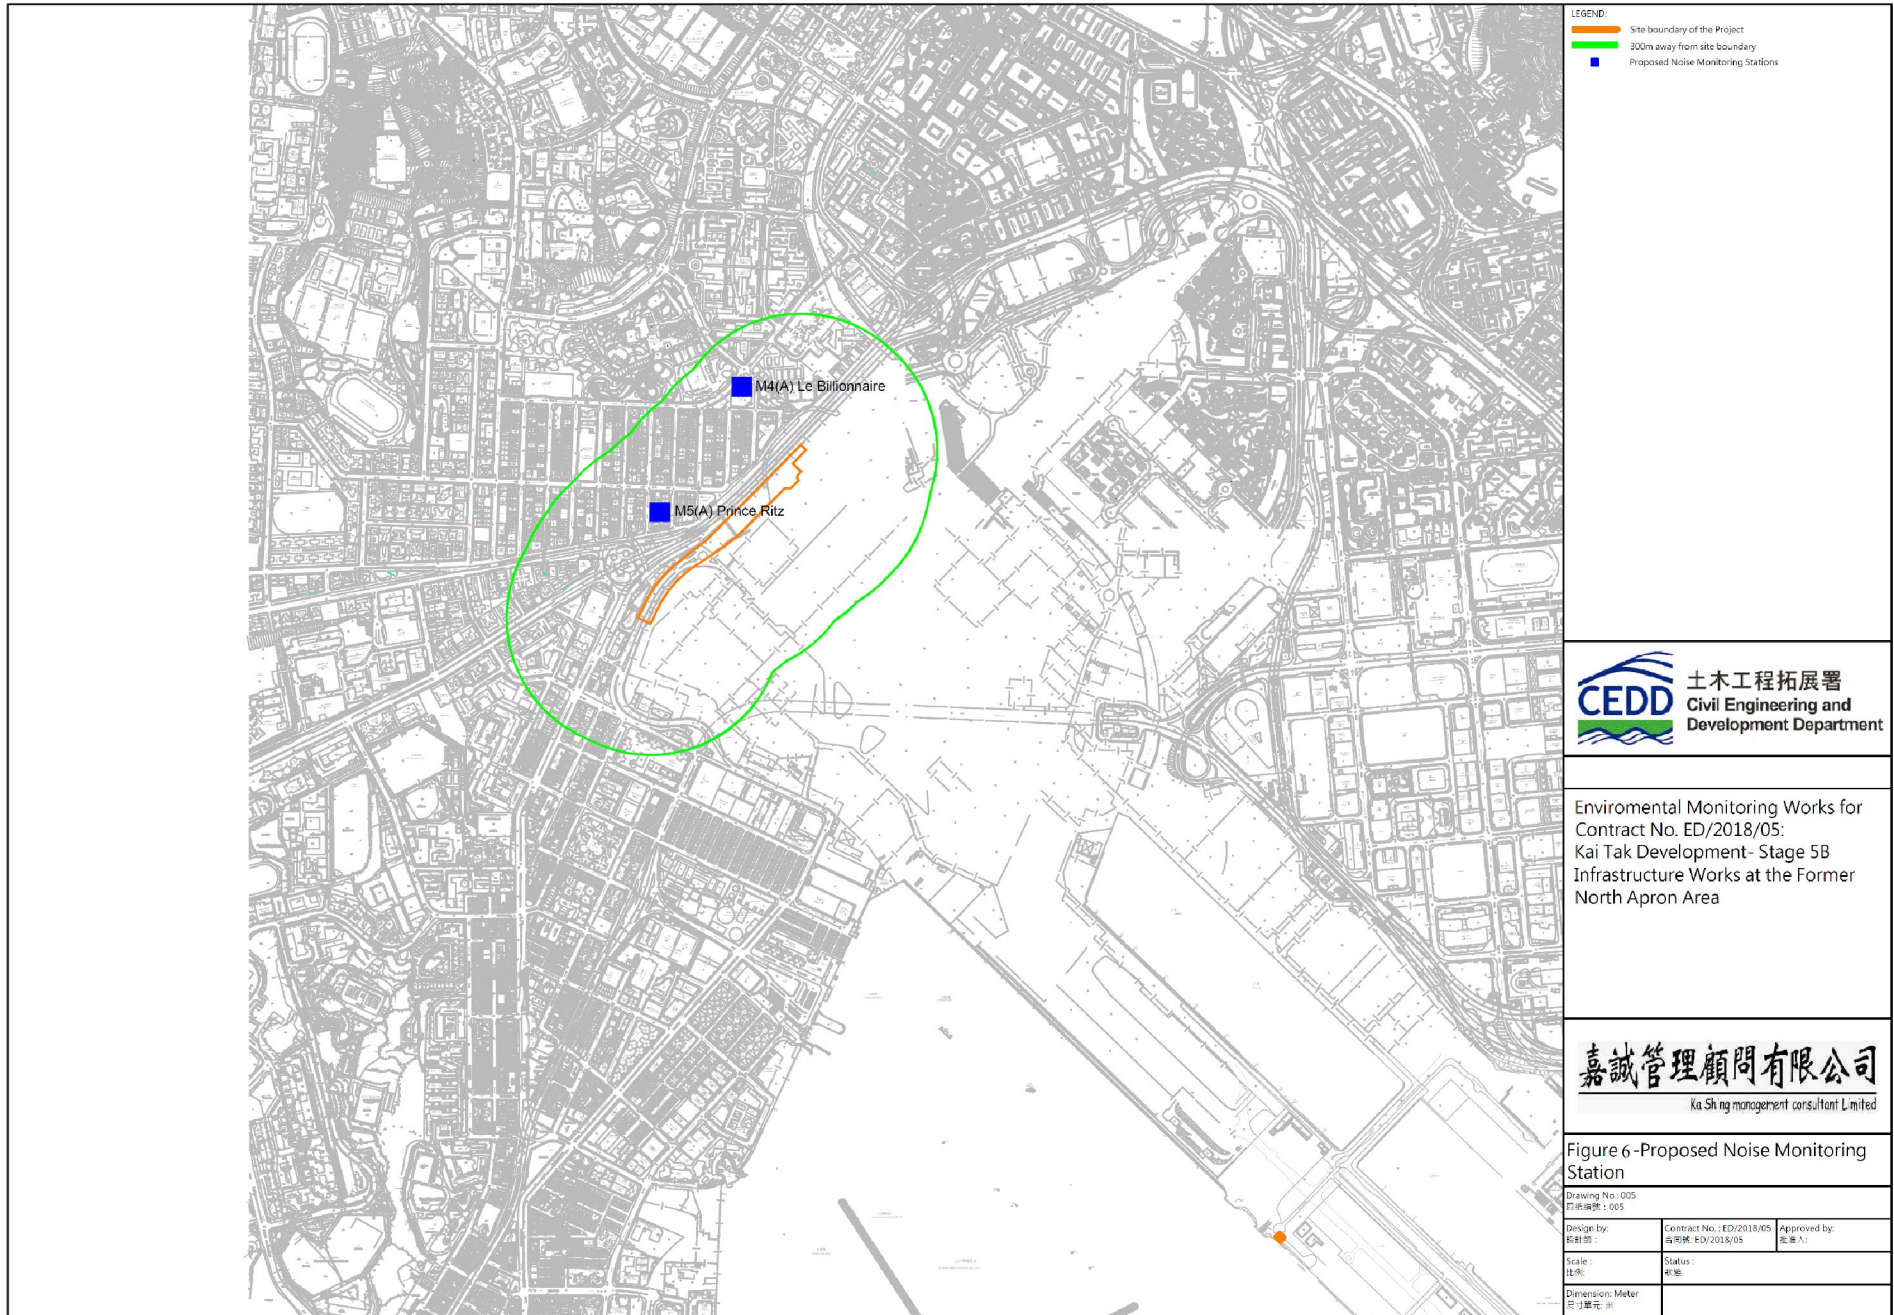 LEGEND:
Site boundary of the Project
300m away from site boundary
Proposed Noise Monitoring Stations
M4(A) Le Billionnaire
M5(A) Prince Ritz
CEDD
土木工程拓展署
Civil Engineering and
Development Department
Enviromental Monitoring Works for
Contract No. ED/2018/05:
Kai Tak Development- Stage 5B
Infrastructure Works at the Former
North Apron Area
嘉誠管理顧問有限公司
Ka Shing management consultant Limited
Figure 6 -Proposed Noise Monitoring
Station
Drawing No.: 005
圖紙編號：005
Design by:
設計師：
Contract No.: ED/2018/05
合同號: ED/2018/05
Approved by:
批准人:
Scale :
比例:
Status :
狀態
Dimension: Meter
尺寸單元: 米